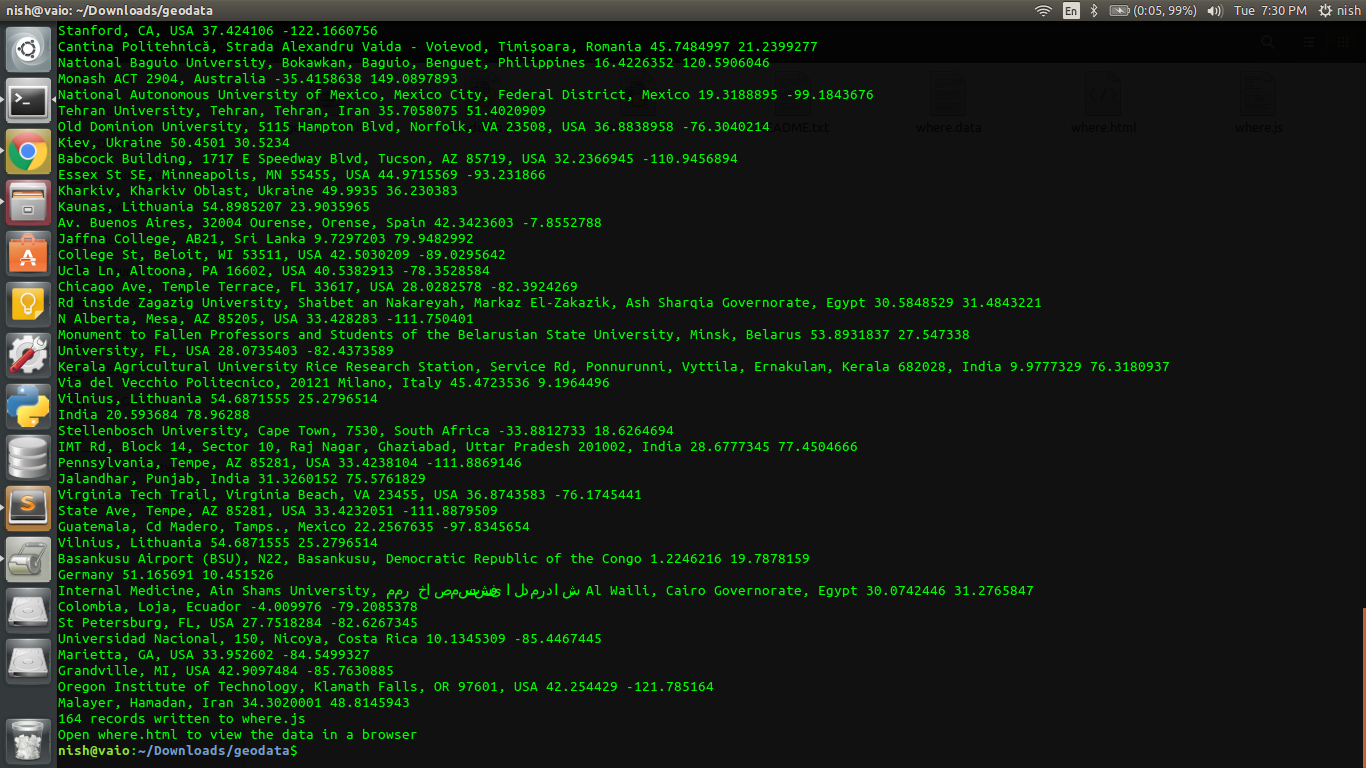 nish@vaio: ~/Downloads/geodata
En
(0:05, 99%)
Tue 7:30 PM
nish
Stanford, CA, USA 37.424106 -122.1660756
Cantina Politehnică, Strada Alexandru Vaida - Voievod, Timișoara, Romania 45.7484997 21.2399277
National Baguio University, Bokawkan, Baguio, Benguet, Philippines 16.4226352 120.5906046
Monash ACT 2904, Australia -35.4158638 149.0897893
National Autonomous University of Mexico, Mexico City, Federal District, Mexico 19.3188895 -99.1843676
Tehran University, Tehran, Tehran, Iran 35.7058075 51.4020909
Old Dominion University, 5115 Hampton Blvd, Norfolk, VA 23508, USA 36.8838958 -76.3040214
README.txt
where.data
where.html
where.js
Kiev, Ukraine 50.4501 30.5234
Babcock Building, 1717 E Speedway Blvd, Tucson, AZ 85719, USA 32.2366945 -110.9456894
Essex St SE, Minneapolis, MN 55455, USA 44.9715569 -93.231866
Kharkiv, Kharkiv Oblast, Ukraine 49.9935 36.230383
Kaunas, Lithuania 54.8985207 23.9035965
Av. Buenos Aires, 32004 Ourense, Orense, Spain 42.3423602 -7.8552788
Jaffna College, AB21, Sri Lanka 9.7297203 79.9482992
College St, Beloit, WI 53511, USA 42.5030209 -89.0295642
Ucla Ln, Altoona, PA 16602, USA 40.5382913 -78.3528584
Chicago Ave, Temple Terrace, FL 33617, USA 28.0282578 -82.3924269
Rd inside Zagazig University, Shaibet an Nakareyah, Markaz El-Zakazik, Ash Sharqia Governorate, Egypt 30.5848529 31.4843221
N Alberta, Mesa, AZ 85205, USA 33.428283 -111.750401
Monument to Fallen Professors and Students of the Belarusian State University, Minsk, Belarus 53.8931837 27.547338
University, FL, USA 28.0735403 -82.4373589
Kerala Agricultural University Rice Research Station, Service Rd, Ponnurunni, Vyttila, Ernakulam, Kerala 682028, India 9.9777329 76.3180937
Via del Vecchio Politecnico, 20121 Milano, Italy 45.4723536 9.1964496
Vilnius, Lithuania 54.6871555 25.2796514
India 20.593684 78.96288
Stellenbosch University, Cape Town, 7530, South Africa -33.8812733 18.6264694
IMT Rd, Block 14, Sector 10, Raj Nagar, Ghaziabad, Uttar Pradesh 201002, India 28.6777345 77.4504666
Pennsylvania, Tempe, AZ 85281, USA 33.4238104 -111.8869146
Jalandhar, Punjab, India 31.3260152 75.5761829
Virginia Tech Trail, Virginia Beach, VA 23455, USA 36.8743583 -76.1745441
State Ave, Tempe, AZ 85281, USA 33.4232051 -111.8879509
Guatemala, Cd Madero, Tamps., Mexico 22.2567635 -97.8345654
Vilnius, Lithuania 54.6871555 25.2796514
Basankusu Airport (BSU), N22, Basankusu, Democratic Republic of the Congo 1.2246216 19.7878159
Germany 51.165691 10.451526
Internal Medicine, Ain Shams University, Al Waili, Cairo Governorate, Egypt 30.0742446 31.2765847
Colombia, Loja, Ecuador -4.009976 -79.2085378
St Petersburg, FL, USA 27.7518284 -82.6267345
Universidad Nacional, 150, Nicoya, Costa Rica 10.1345309 -85.4467445
Marietta, GA, USA 33.952602 -84.5499327
Grandville, MI, USA 42.9097484 -85.7630885
Oregon Institute of Technology, Klamath Falls, OR 97601, USA 42.254429 -121.785164
Malayer, Hamadan, Iran 34.3020001 48.8145943
164 records written to where.js
Open where.html to view the data in a browser
nish@vaio:~/Downloads/geodata$